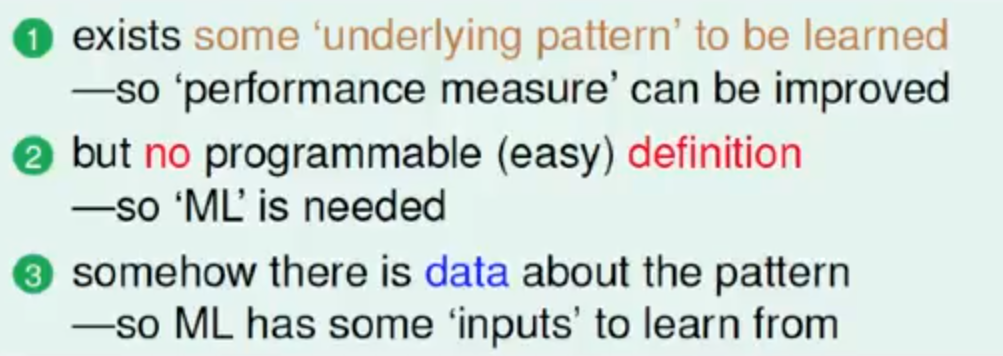 1 exists some ‘underlying pattern’ to be learned
—so ‘performance measure’ can be improved
2 but no programmable (easy) definition
—so ‘ML’ is needed
3 somehow there is data about the pattern
—so ML has some ‘inputs’ to learn from